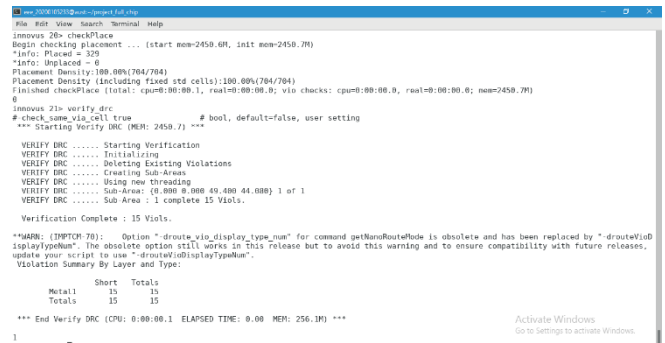 eee_20200105233@aust:~/project_full_chip
File Edit View Search Terminal Help
innovus 20> checkPlace
Begin checking placement ... (start mem=2450.6M, init mem=2450.7M)
*info: Placed = 329
*info: Unplaced = 0
Placement Density:100.00%(704/704)
Placement Density (including fixed std cells):100.00%(704/704)
Finished checkPlace (total: cpu=0:00:00.1, real=0:00:00.0; vio checks: cpu=0:00:00.0, real=0:00:00.0; mem=2450.7M)
0
innovus 21> verify_drc
# check_same_via_cell true # bool, default=false, user setting
*** Starting Verify DRC (MEM: 2450.7) ***
VERIFY DRC ...... Starting Verification
VERIFY DRC ...... Initializing
VERIFY DRC ...... Deleting Existing Violations
VERIFY DRC ...... Creating Sub-Areas
VERIFY DRC ...... Using new threading
VERIFY DRC ...... Sub-Area: {0.000 0.000 49.400 44.080} 1 of 1
VERIFY DRC ...... Sub-Area : 1 complete 15 Viols.
Verification Complete : 15 Viols.
**WARN: (IMPTCM-70): Option "-droute_vio_display_type_num" for command getNanoRouteMode is obsolete and has been replaced by "-drouteVioD
isplayTypeNum". The obsolete option still works in this release but to avoid this warning and to ensure compatibility with future releases,
update your script to use "-drouteVioDisplayTypeNum".
Violation Summary By Layer and Type:
Short Totals
Metal1 15 15
Totals 15 15
*** End Verify DRC (CPU: 0:00:00.1 ELAPSED TIME: 0.00 MEM: 256.1M) ***
Activate Windows
Go to Settings to activate Windows.
1